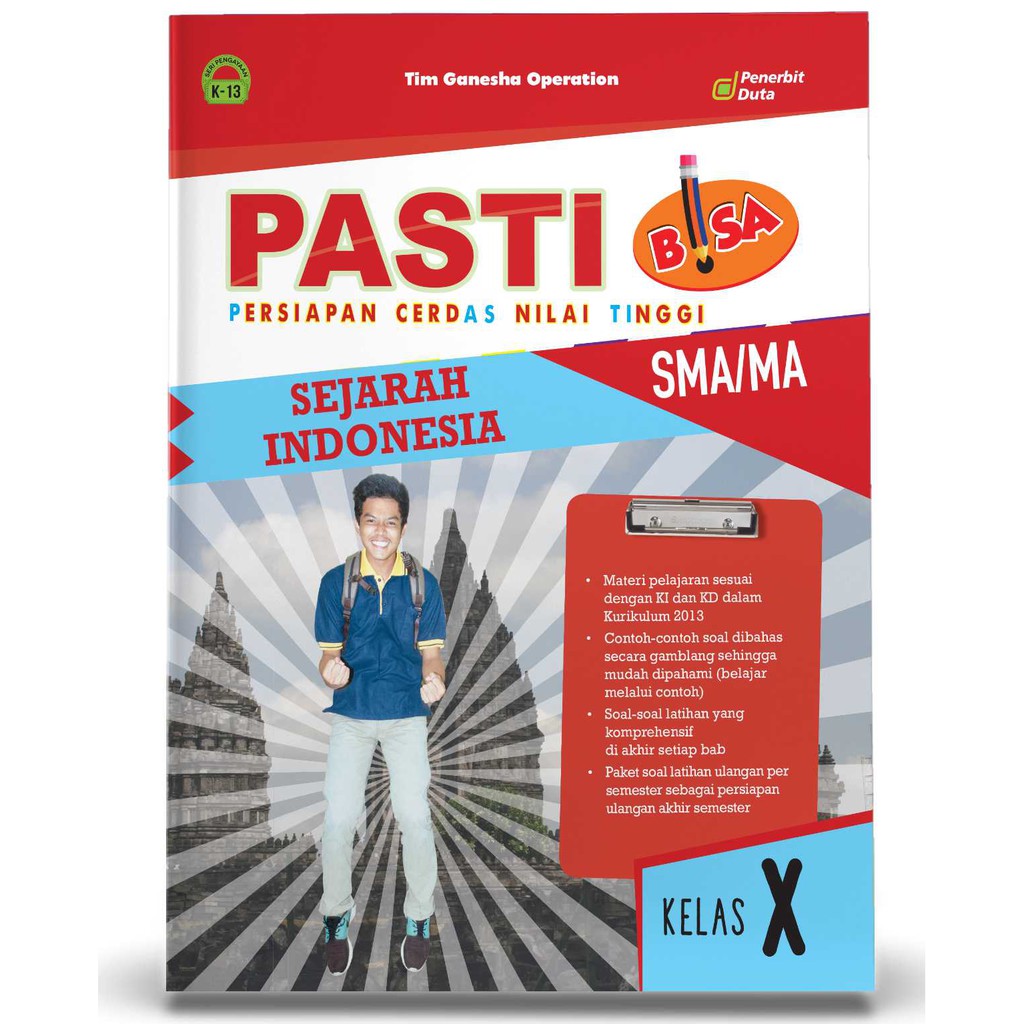 SERI PENGAYAAN
K-13
Tim Ganesha Operation
Penerbit
Duta
PASTI
BISA
PERSIAPAN CERDAS NILAI TINGGI
SMA/MA
SEJARAH
INDONESIA
• Materi pelajaran sesuai
dengan KI dan KD dalam
Kurikulum 2013
• Contoh-contoh soal dibahas
secara gamblang sehingga
mudah dipahami (belajar
melalui contoh)
• Soal-soal latihan yang
komprehensif
di akhir setiap bab
• Paket soal latihan ulangan per
semester sebagai persiapan
ulangan akhir semester
KELAS X